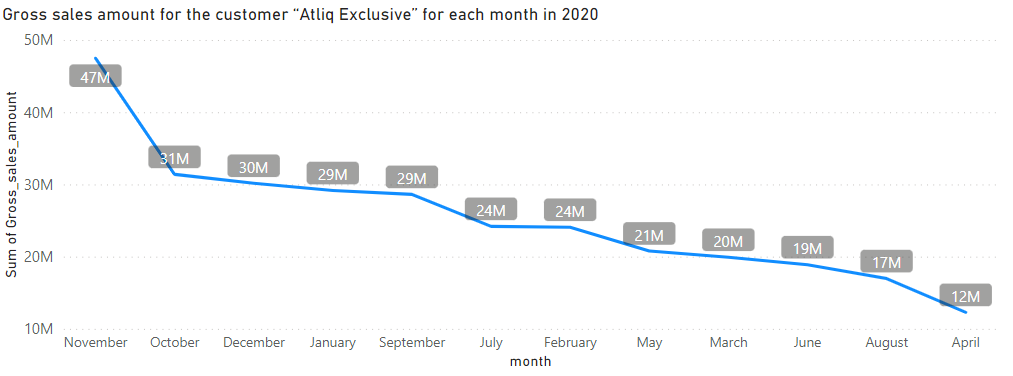 Gross sales amount for the customer “Atliq Exclusive” for each month in 2020
50M
40M
30M
20M
10M
Sum of Gross_sales_amount
47M
31M
30M
29M
29M
24M
24M
21M
20M
19M
17M
12M
November October December January September July February May March June August April
month